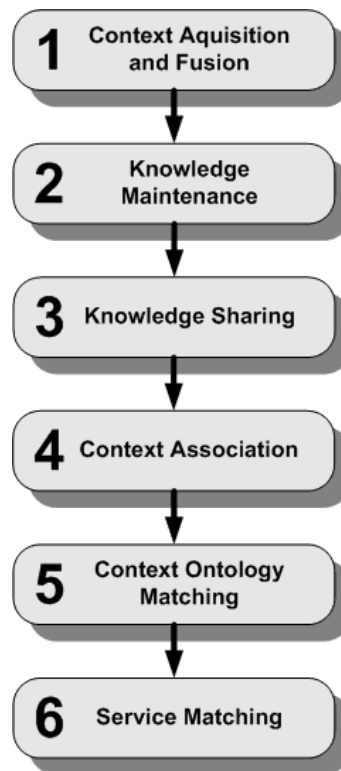 1 Context Aquisition
and Fusion
2 Knowledge
Maintenance
3 Knowledge Sharing
4 Context Association
5 Context Ontology
Matching
6 Service Matching